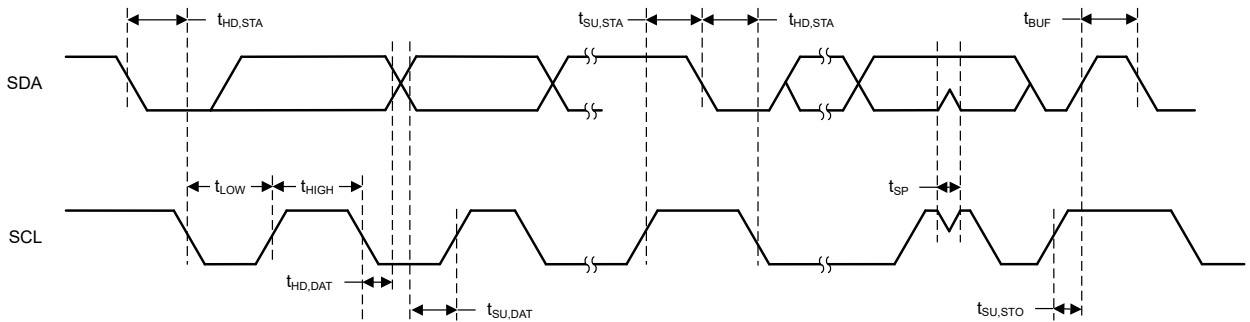 tHD,STA
tSU,STA
tHD,STA
tBUF
SDA
tLOW
tHIGH
tSP
SCL
tHD,DAT
tSU,DAT
tSU,STO